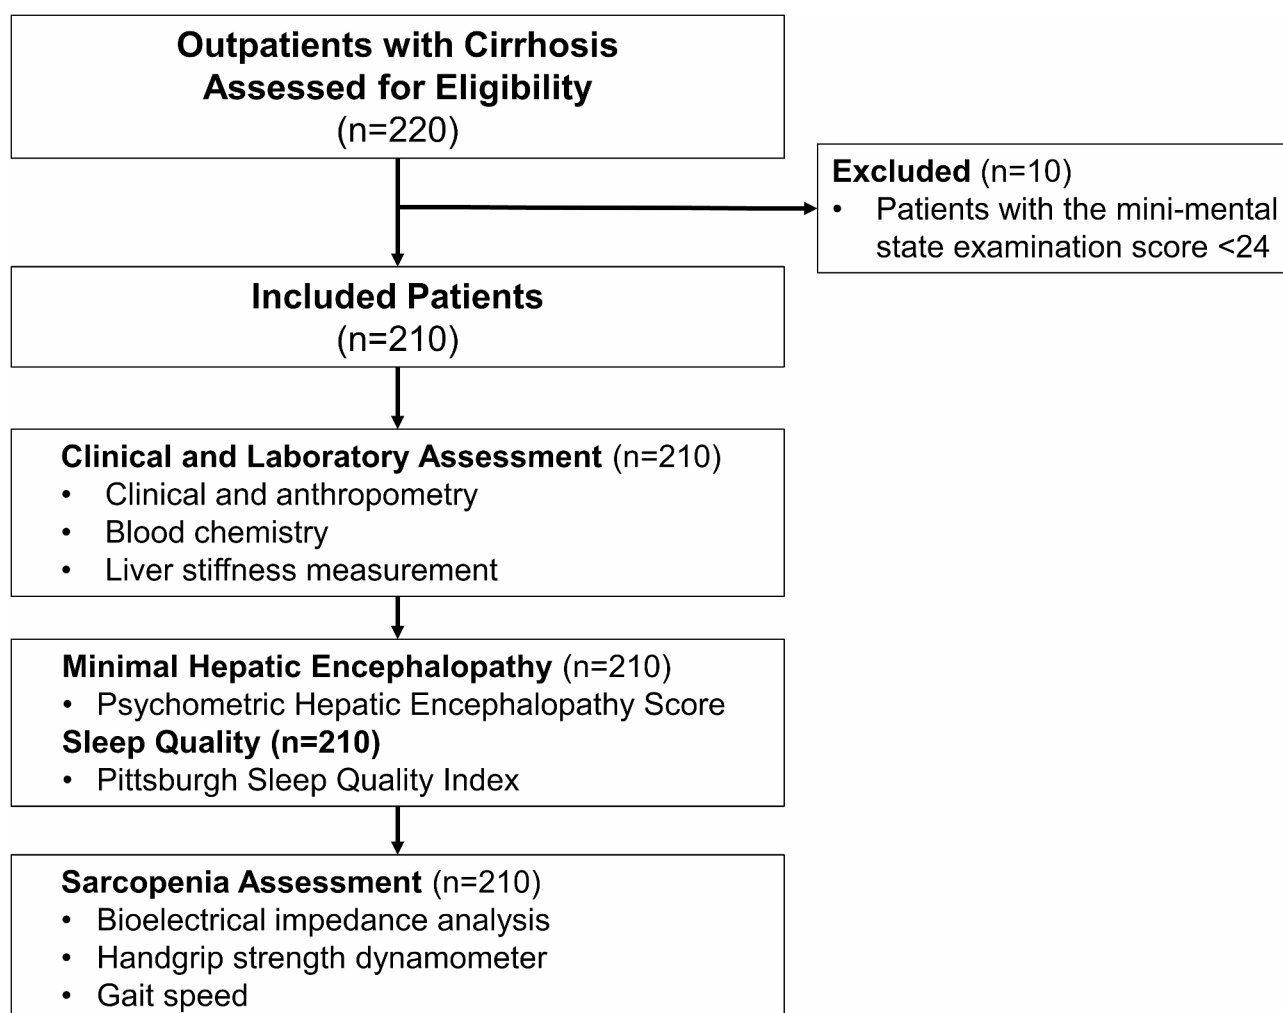 Outpatients with Cirrhosis
Assessed for Eligibility
(n=220)
Excluded (n=10)
• Patients with the mini-mental
state examination score <24
Included Patients
(n=210)
Clinical and Laboratory Assessment (n=210)
• Clinical and anthropometry
• Blood chemistry
• Liver stiffness measurement
Minimal Hepatic Encephalopathy (n=210)
• Psychometric Hepatic Encephalopathy Score
Sleep Quality (n=210)
• Pittsburgh Sleep Quality Index
Sarcopenia Assessment (n=210)
• Bioelectrical impedance analysis
• Handgrip strength dynamometer
• Gait speed